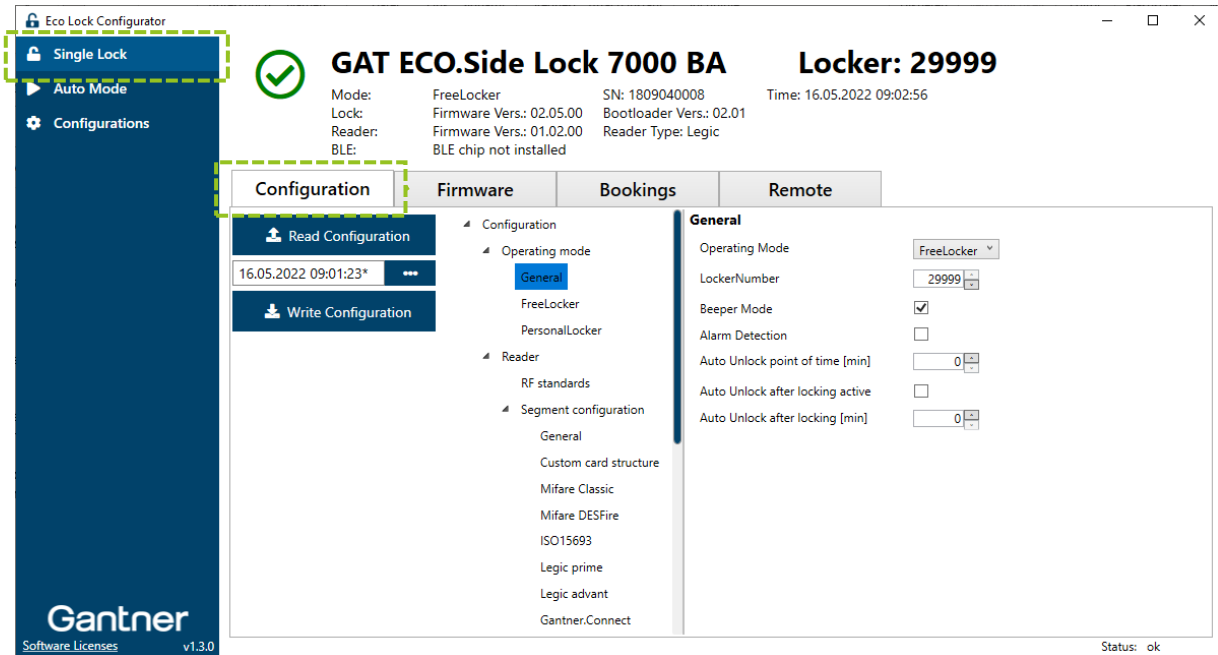 Eco Lock Configurator
Single Lock
Auto Mode
Configurations
GAT ECO.Side Lock 7000 BA Locker: 29999
Mode: FreeLocker SN: 1809040008 Time: 16.05.2022 09:02:56
Lock: Firmware Vers.: 02.05.00 Bootloader Vers.: 02.01
Reader: Firmware Vers.: 01.02.00 Reader Type: Legic
BLE: BLE chip not installed
Configuration Firmware Bookings Remote
Read Configuration
16.05.2022 09:01:23* •••
Write Configuration
Configuration
Operating mode
General
FreeLocker
PersonalLocker
Reader
RF standards
Segment configuration
General
Custom card structure
Mifare Classic
Mifare DESFire
ISO15693
Legic prime
Legic advant
Gantner.Connect
General
Operating Mode FreeLocker
LockerNumber 29999
Beeper Mode
Alarm Detection
Auto Unlock point of time [min] 0
Auto Unlock after locking active
Auto Unlock after locking [min] 0
Gantner
Software Licenses v1.3.0
Status: ok